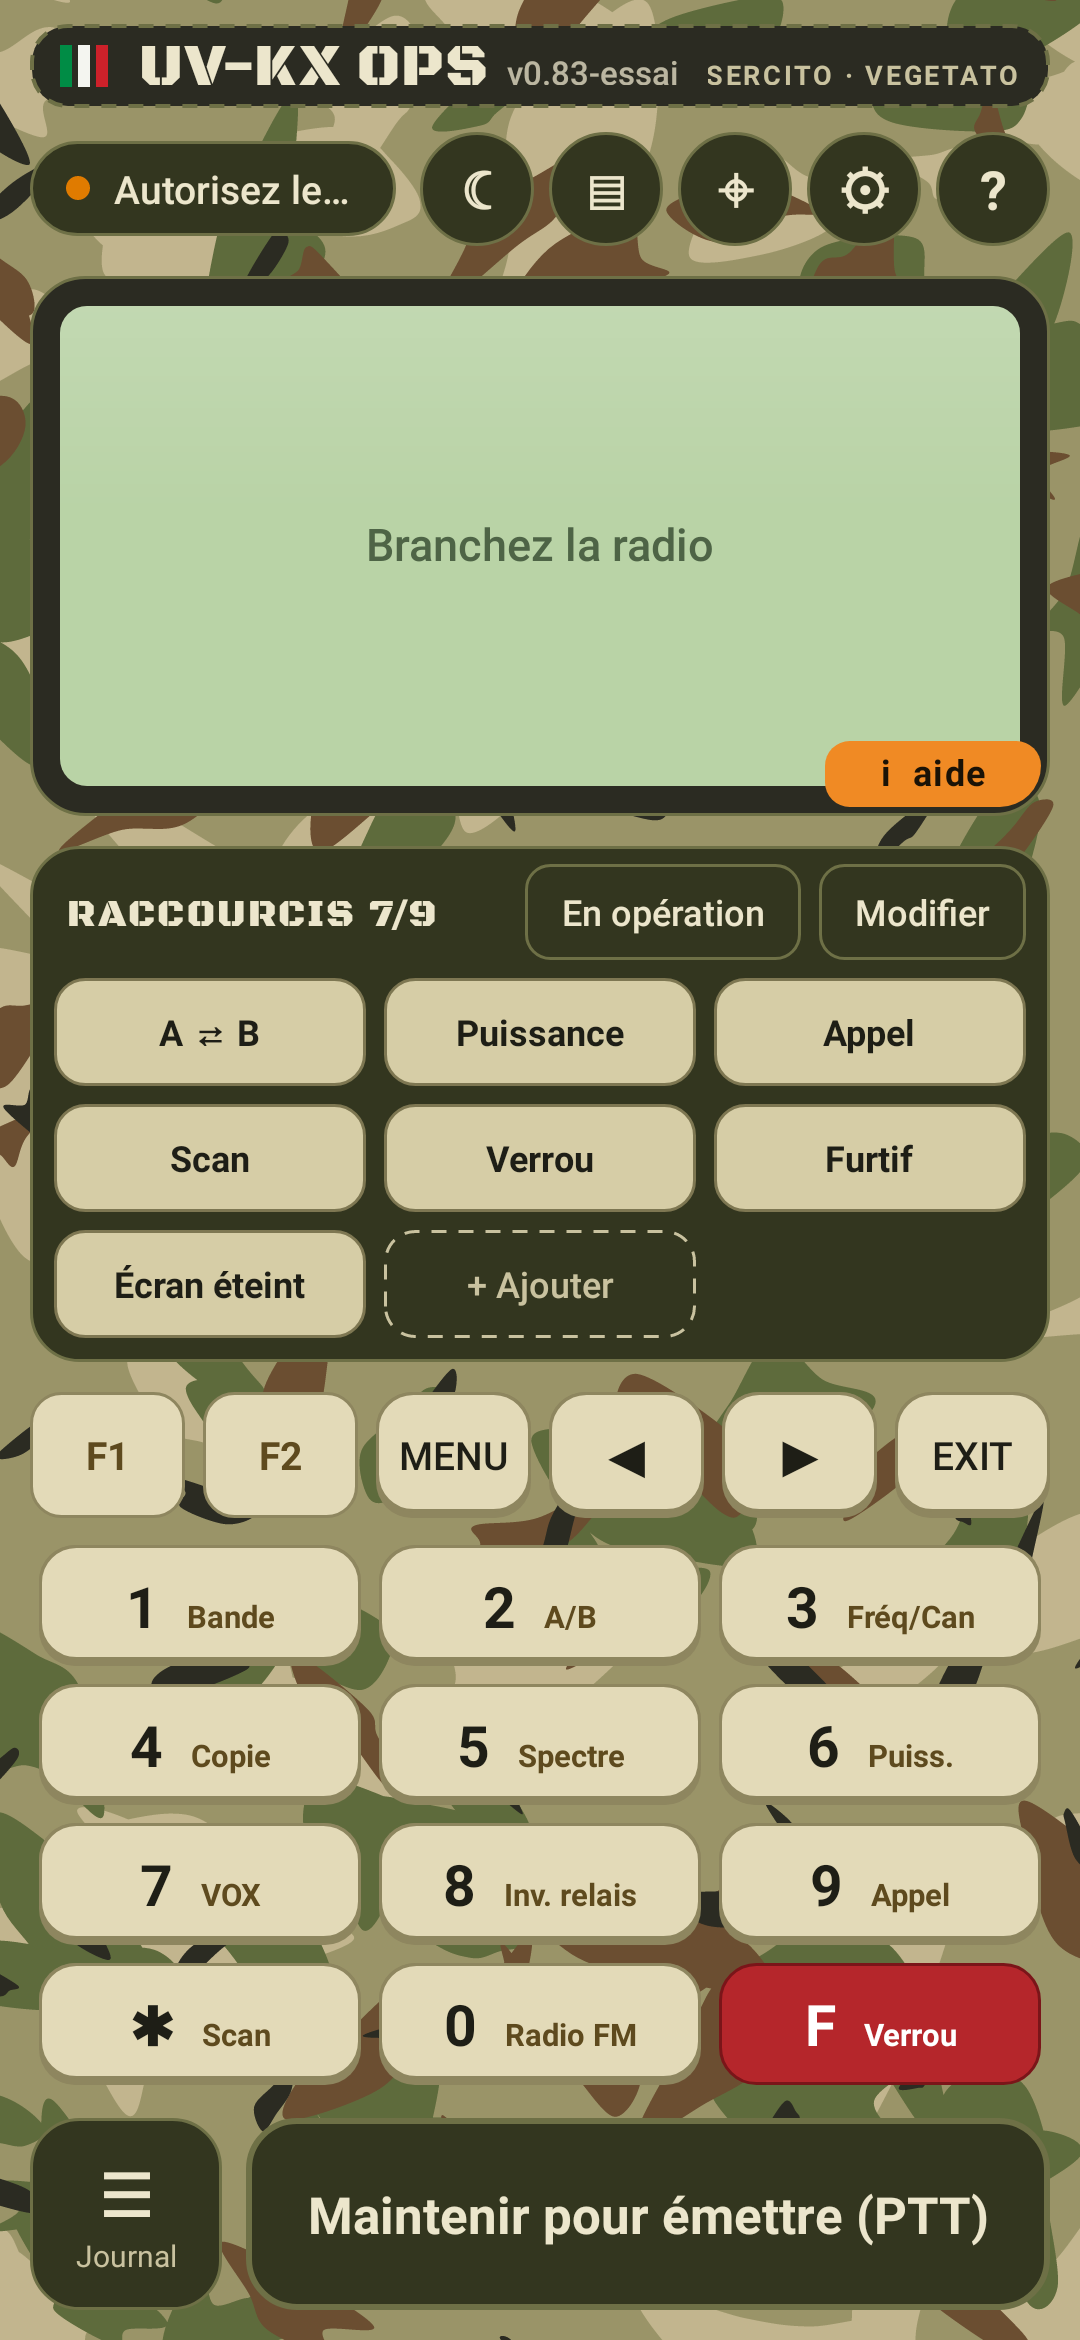 UV-KX OPS v0.83-essai SERCITO · VEGETATO
Autorisez le... ☾ ▤ ⌖ ⚙ ?
Branchez la radio
i aide
RACCOURCIS 7/9 En opération Modifier
A ⇄ B Puissance Appel
Scan Verrou Furtif
Écran éteint + Ajouter
F1 F2 MENU ◀ ▶ EXIT
1 Bande 2 A/B 3 Fréq/Can
4 Copie 5 Spectre 6 Puiss.
7 VOX 8 Inv. relais 9 Appel
✱ Scan 0 Radio FM F Verrou
☰ Maintenir pour émettre (PTT)
Journal